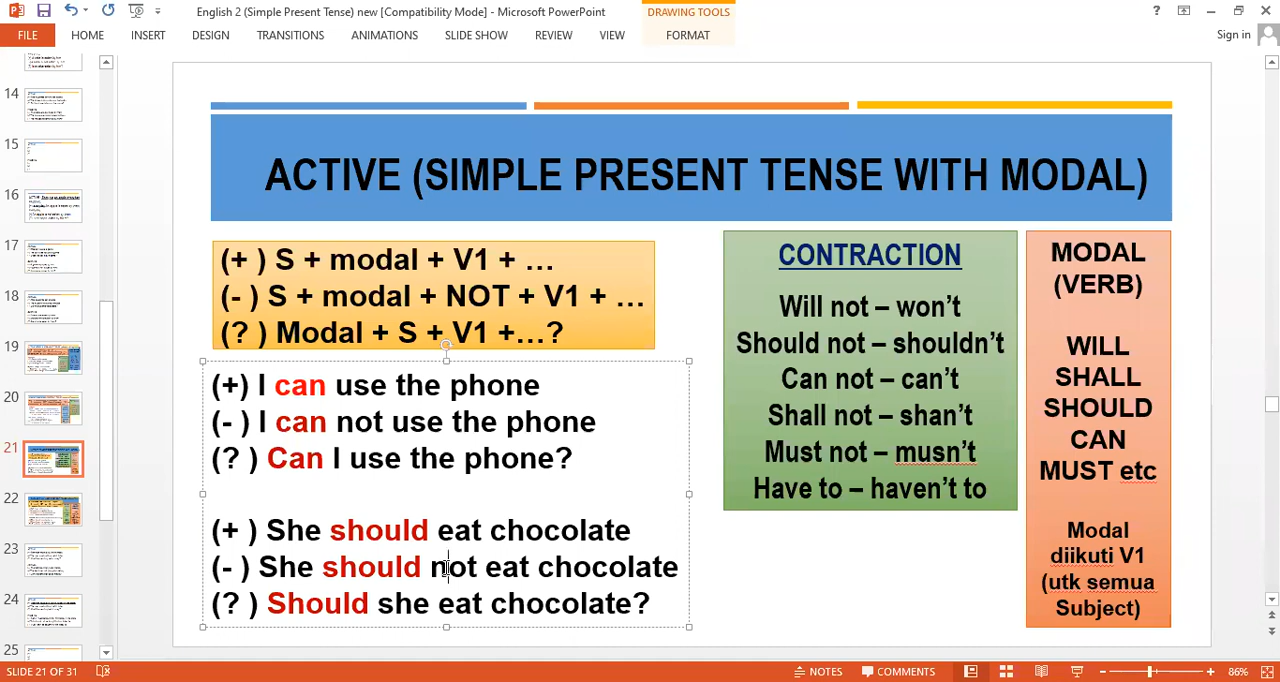 English 2 (Simple Present Tense) new [Compatibility Mode] - Microsoft PowerPoint
DRAWING TOOLS
?
FILE HOME INSERT DESIGN TRANSITIONS ANIMATIONS SLIDE SHOW REVIEW VIEW FORMAT Sign in
14
15
16
17
18
19
20
21
22
23
24
25
ACTIVE (SIMPLE PRESENT TENSE WITH MODAL)
(+ ) S + modal + V1 + …
(- ) S + modal + NOT + V1 + …
(? ) Modal + S + V1 +…?
(+) I can use the phone
(- ) I can not use the phone
(? ) Can I use the phone?
(+ ) She should eat chocolate
(- ) She should not eat chocolate
(? ) Should she eat chocolate?
CONTRACTION
Will not – won't
Should not – shouldn't
Can not – can't
Shall not – shan't
Must not – musn't
Have to – haven't to
MODAL
(VERB)
WILL
SHALL
SHOULD
CAN
MUST etc
Modal
diikuti V1
(utk semua
Subject)
SLIDE 21 OF 31
NOTES
COMMENTS
86%